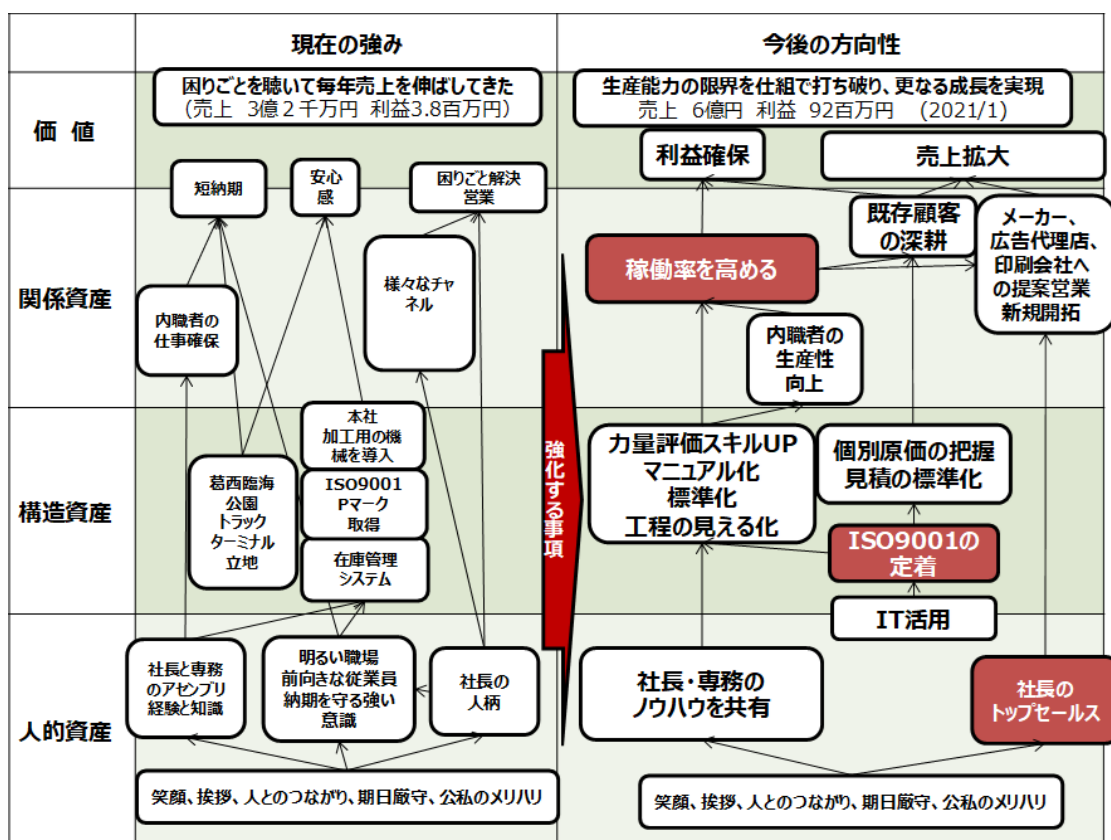 現在の強み
今後の方向性
価 値
困りごとを聴いて毎年売上を伸ばしてきた
(売上 3億2千万円 利益3.8百万円)
生産能力の限界を仕組で打ち破り、更なる成長を実現
売上 6億円 利益 92百万円 (2021/1)
利益確保
売上拡大
関係資産
短納期
安心
感
困りごと解決
営業
様々なチャ
ネル
内職者の
仕事確保
既存顧客
の深耕
メーカー、
広告代理店、
印刷会社へ
の提案営業
新規開拓
稼働率を高める
内職者の
生産性
向上
強化する事項
構造資産
本社
加工用の機
械を導入
ISO9001
Pマーク
取得
在庫管理
システム
葛西臨海
公園
トラック
ターミナル
立地
力量評価スキルUP
マニュアル化
標準化
工程の見える化
個別原価の把握
見積の標準化
ISO9001の
定着
IT活用
人的資産
社長と専務
のアセンブリ
経験と知識
明るい職場
前向きな従業員
納期を守る強い
意識
社長の
人柄
笑顔、挨拶、人とのつながり、期日厳守、公私のメリハリ
社長・専務の
ノウハウを共有
社長の
トップセールス
笑顔、挨拶、人とのつながり、期日厳守、公私のメリハリ